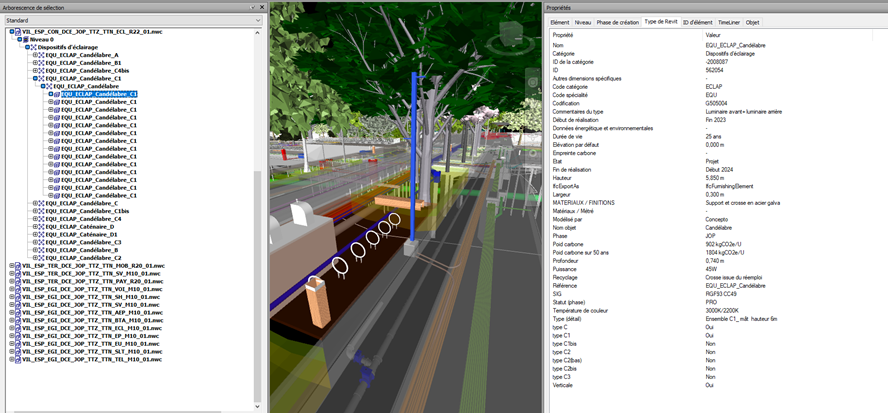 Arborescence de sélection
Standard
VIL_ESP_COR_DCE_JOP_TTZ_TTN_ECL_R22_01.nwc
Niveau 0
Dispositifs d'éclairage
EQU_ECLAP_Candélabre_A
EQU_ECLAP_Candélabre_B1
EQU_ECLAP_Candélabre_C4bis
EQU_ECLAP_Candélabre_C1
EQU_ECLAP_Candélabre
EQU_ECLAP_Candélabre_C1
EQU_ECLAP_Candélabre_C1
EQU_ECLAP_Candélabre_C1
EQU_ECLAP_Candélabre_C1
EQU_ECLAP_Candélabre_C1
EQU_ECLAP_Candélabre_C1
EQU_ECLAP_Candélabre_C1
EQU_ECLAP_Candélabre_C1
EQU_ECLAP_Candélabre_C1
EQU_ECLAP_Candélabre_C1
EQU_ECLAP_Candélabre_C1
EQU_ECLAP_Candélabre_C1
EQU_ECLAP_Candélabre_C1
EQU_ECLAP_Candélabre_C1
EQU_ECLAP_Candélabre_C
EQU_ECLAP_Candélabre_C1bis
EQU_ECLAP_Candélabre_C4
EQU_ECLAP_Caténaire_D
EQU_ECLAP_Caténaire_D1
EQU_ECLAP_Candélabre_C3
EQU_ECLAP_Candélabre_B
EQU_ECLAP_Candélabre_C2
VIL_ESP_TER_DCE_JOP_TTZ_TTN_MOB_R20_01.nwc
VIL_ESP_TER_DCE_JOP_TTZ_TTN_SV_M10_01.nwc
VIL_ESP_TER_DCE_JOP_TTZ_TTN_PAY_R20_01.nwc
VIL_ESP_EGI_DCE_JOP_TTZ_TTN_VOI_M10_01.nwc
VIL_ESP_EGI_DCE_JOP_TTZ_TTN_SH_M10_01.nwc
VIL_ESP_EGI_DCE_JOP_TTZ_TTN_SV_M10_01.nwc
VIL_ESP_EGI_DCE_JOP_TTZ_TTN_AEP_M10_01.nwc
VIL_ESP_EGI_DCE_JOP_TTZ_TTN_BTA_M10_01.nwc
VIL_ESP_EGI_DCE_JOP_TTZ_TTN_ECL_M10_01.nwc
VIL_ESP_EGI_DCE_JOP_TTZ_TTN_EP_M10_01.nwc
VIL_ESP_EGI_DCE_JOP_TTZ_TTN_EU_M10_01.nwc
VIL_ESP_EGI_DCE_JOP_TTZ_TTN_SLT_M10_01.nwc
VIL_ESP_EGI_DCE_JOP_TTZ_TTN_TEL_M10_01.nwc
Propriétés
Elément Niveau Phase de création Type de Revit ID d'élément TimeLiner Objet
Propriété Valeur
Nom EQU_ECLAP_Candélabre
Catégorie Dispositifs d'éclairage
ID de la catégorie -2008087
ID 562054
Autres dimensions spécifiques -
Code catégorie ECLAP
Code spécialité EQU
Codification G505004
Commentaires du type Luminaire avant+ luminaire arrière
Début de réalisation Fin 2023
Données énergétique et environnementales -
Durée de vie 25 ans
Elévation par défaut 0,000 m
Empreinte carbone -
Etat Projet
Fin de réalisation Début 2024
Hauteur 5,850 m
IfcExportAs IfcFurnishingElement
Largeur 0,300 m
MATERIAUX / FINITIONS Support et crosse en acier galva
Matériaux / Métré -
Modélisé par Concepto
Nom objet Candélabre
Phase JOP
Poid carbone 902 kgCO2e/U
Poid carbone sur 50 ans 1804 kgCO2e/U
Profondeur 0,740 m
Puissance 45W
Recyclage Crosse issue du réemploi
Référence EQU_ECLAP_Candélabre
SIG RGF93 CC49
Statut (phase) PRO
Température de couleur 3000K/2200K
Type (détail) Ensemble C1_ mât hauteur 6m
type C Oui
type C1 Oui
type C1bis Non
type C2 Non
type C2(bas) Non
type C2bis Non
type C3 Non
Verticale Oui